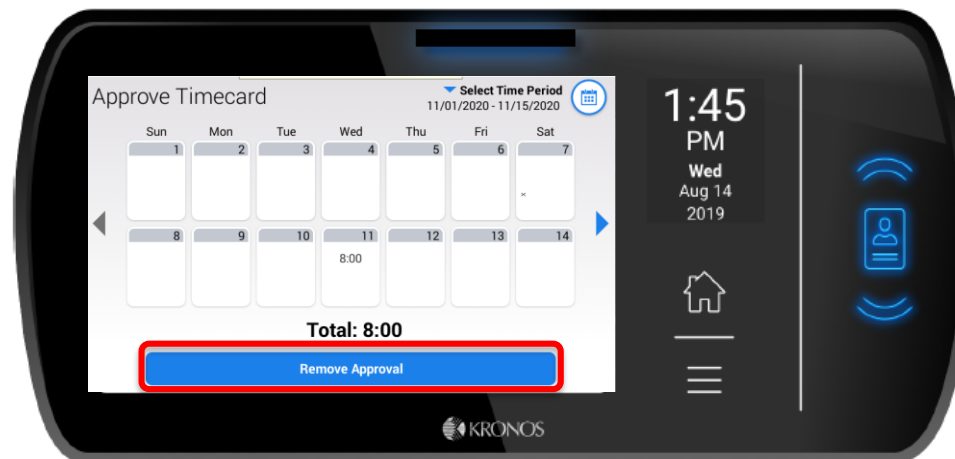 Approve Timecard
Select Time Period
11/01/2020 - 11/15/2020
Sun Mon Tue Wed Thu Fri Sat
1 2 3 4 5 6 7
×
8 9 10 11 12 13 14
8:00
Total: 8:00
Remove Approval
1:45
PM
Wed
Aug 14
2019
KRONOS